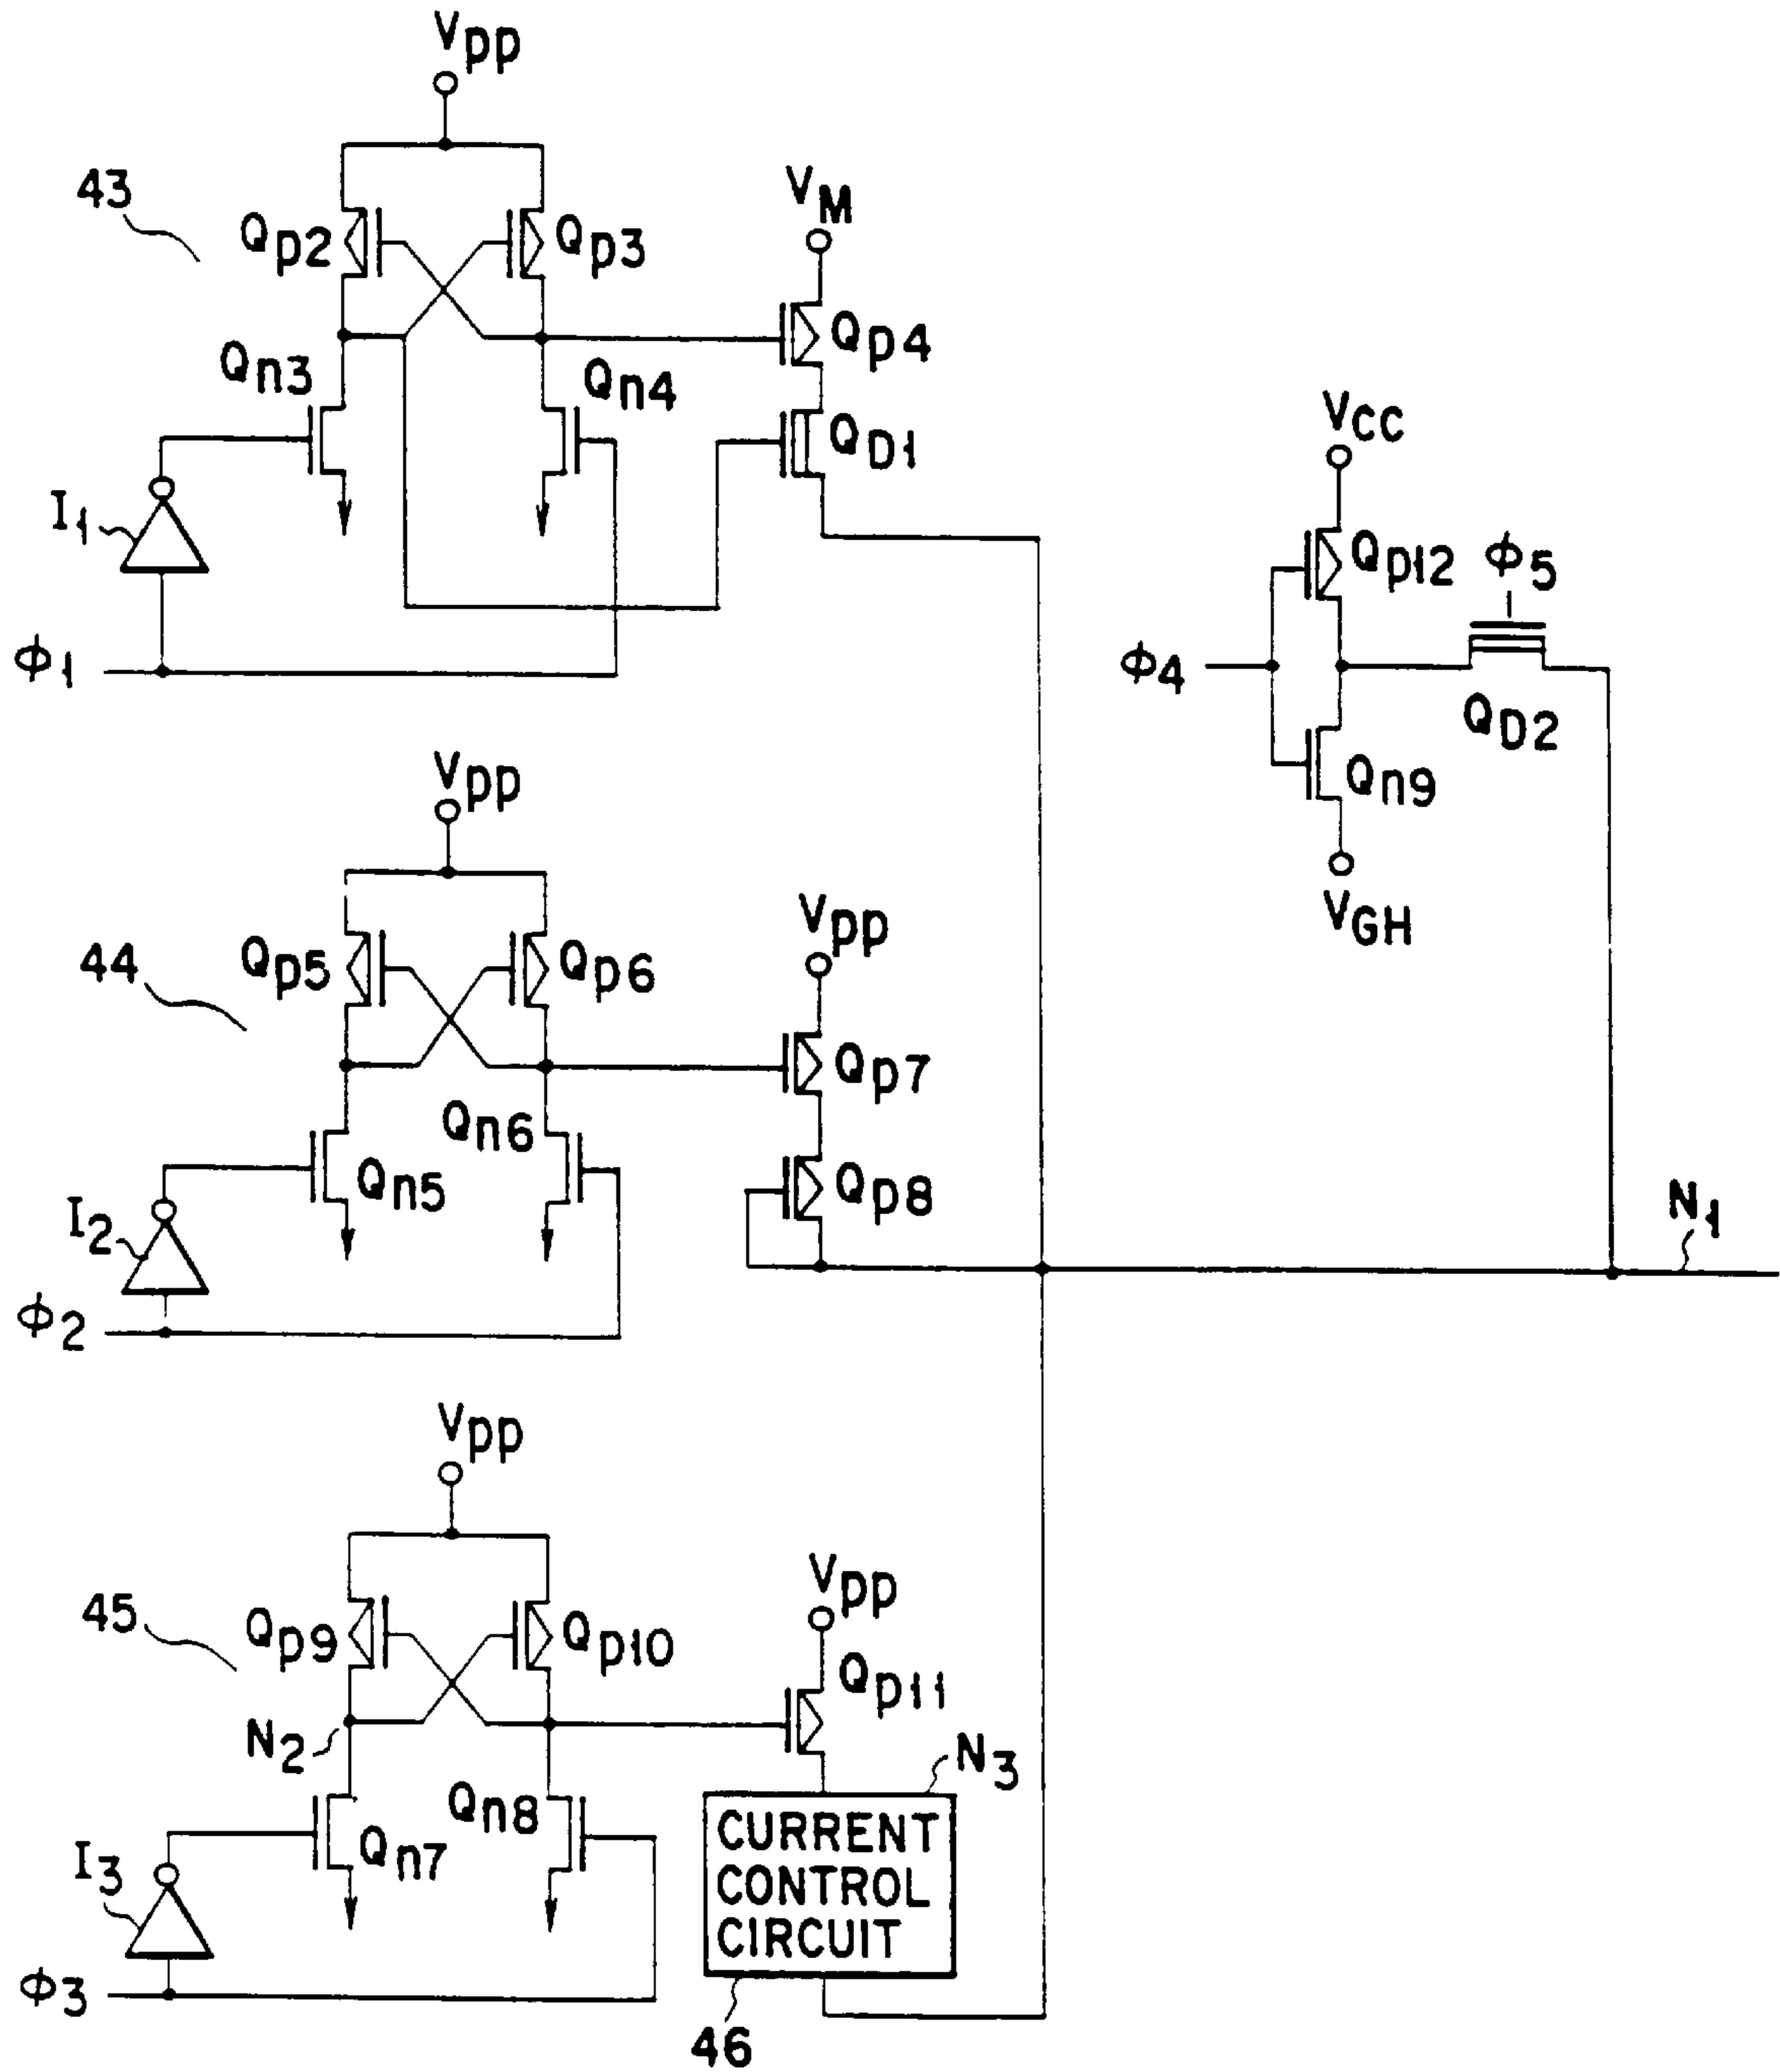 Vpp
43
Qp2
Qp3
VM
Qp4
Qn3
Qn4
QD1
I1
Φ1
VCC
Qp12
Φ5
Φ4
QD2
Qn9
VGH
Vpp
44
Qp5
Qp6
Vpp
Qp7
Qn6
Qn5
Qp8
I2
Φ2
N1
Vpp
45
Qp9
Qp10
Vpp
Qp11
N2
N3
Qn8
Qn7
I3
CURRENT
CONTROL
CIRCUIT
Φ3
46